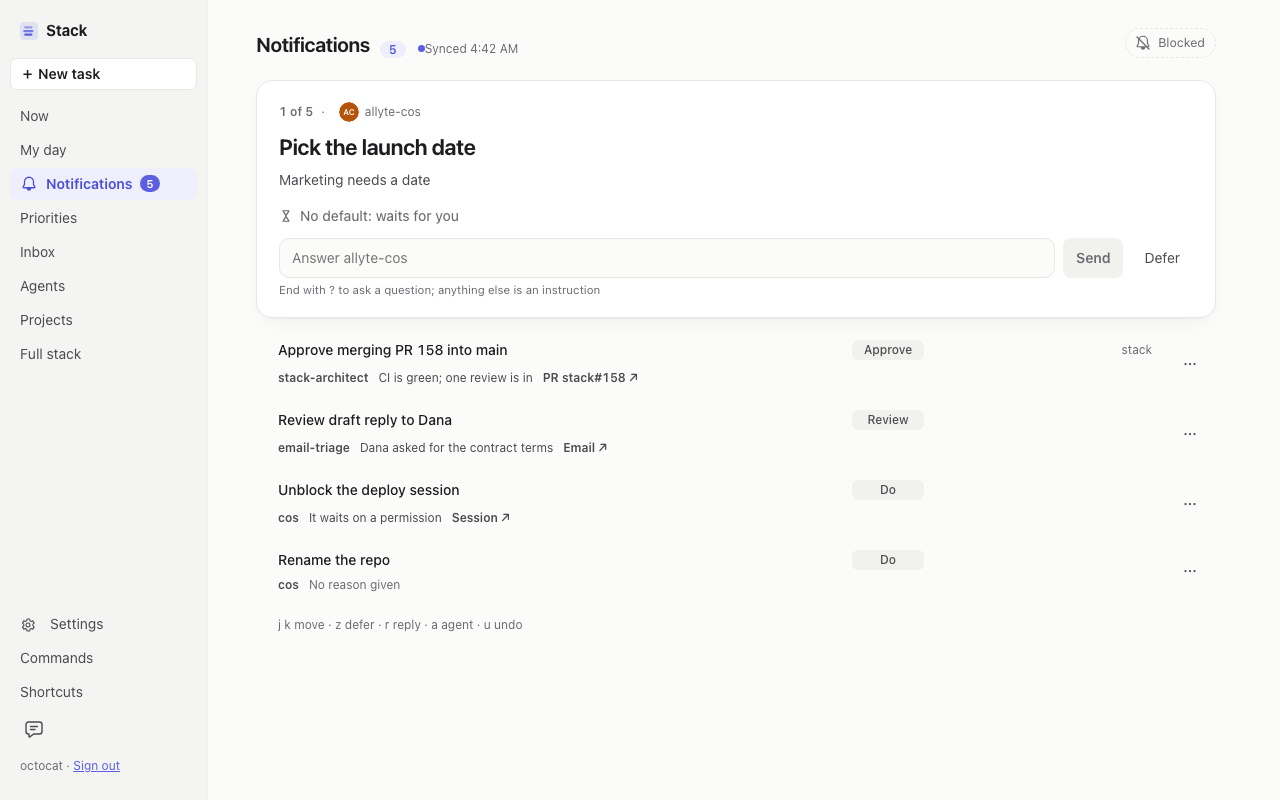 Stack
+ New task
Now
My day
Notifications 5
Priorities
Inbox
Agents
Projects
Full stack
Settings
Commands
Shortcuts
octocat · Sign out
Notifications 5 Synced 4:42 AM
Blocked
1 of 5 · AC allyte-cos
Pick the launch date
Marketing needs a date
No default: waits for you
Answer allyte-cos
Send
Defer
End with ? to ask a question; anything else is an instruction
Approve merging PR 158 into main
Approve
stack
stack-architect CI is green; one review is in PR stack#158 ↗
...
Review draft reply to Dana
Review
email-triage Dana asked for the contract terms Email ↗
...
Unblock the deploy session
Do
cos It waits on a permission Session ↗
...
Rename the repo
Do
cos No reason given
...
j k move · z defer · r reply · a agent · u undo